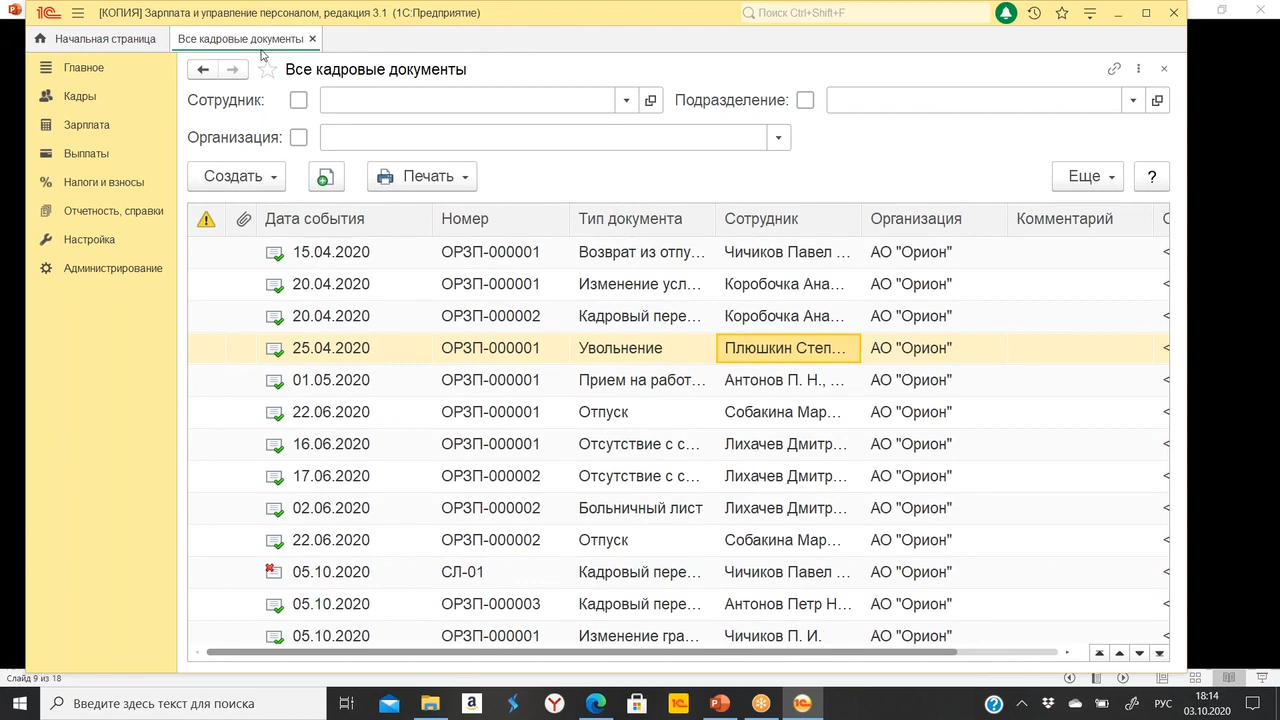 [КОПИЯ] Зарплата и управление персоналом, редакция 3.1 (1С:Предприятие)
Поиск Ctrl+Shift+F
Начальная страница
Все кадровые документы ×
Главное
Кадры
Зарплата
Выплаты
Налоги и взносы
Отчетность, справки
Настройка
Администрирование
Все кадровые документы
Сотрудник:
Подразделение:
Организация:
Создать
Печать
Еще
?
Дата события Номер Тип документа Сотрудник Организация Комментарий
15.04.2020 ОРЗП-000001 Возврат из отпу... Чичиков Павел ... АО "Орион"
20.04.2020 ОРЗП-000001 Изменение усл... Коробочка Ана... АО "Орион"
20.04.2020 ОРЗП-000002 Кадровый пере... Коробочка Ана... АО "Орион"
25.04.2020 ОРЗП-000001 Увольнение Плюшкин Степ... АО "Орион"
01.05.2020 ОРЗП-000001 Прием на работ... Антонов П. Н., ... АО "Орион"
22.06.2020 ОРЗП-000001 Отпуск Собакина Мар... АО "Орион"
16.06.2020 ОРЗП-000001 Отсутствие с с... Лихачев Дмитр... АО "Орион"
17.06.2020 ОРЗП-000002 Отсутствие с с... Лихачев Дмитр... АО "Орион"
02.06.2020 ОРЗП-000002 Больничный лист Лихачев Дмитр... АО "Орион"
22.06.2020 ОРЗП-000002 Отпуск Собакина Мар... АО "Орион"
05.10.2020 СЛ-01 Кадровый пере... Чичиков Павел ... АО "Орион"
05.10.2020 ОРЗП-000003 Кадровый пере... Антонов Петр Н... АО "Орион"
05.10.2020 ОРЗП-000001 Изменение гра... Чичиков П. И. АО "Орион"
Слайд 9 из 18
Введите здесь текст для поиска
РУС
18:14
03.10.2020